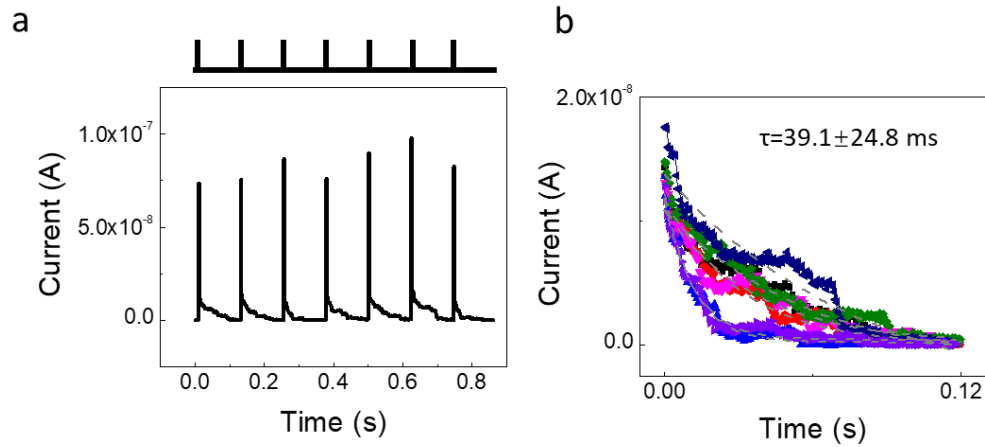 a
Current (A)
1.0x10⁻⁷
5.0x10⁻⁸
0.0
0.0 0.2 0.4 0.6 0.8
Time (s)
b
Current (A)
2.0x10⁻⁸
0.0
τ=39.1±24.8 ms
0.00 0.12
Time (s)